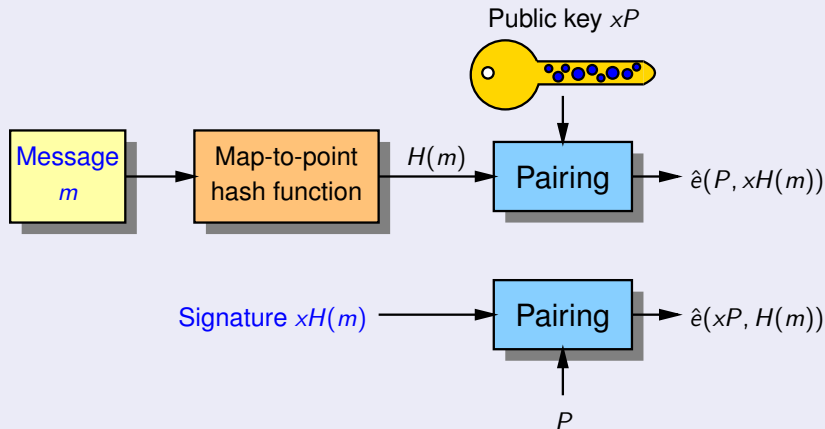 Public key xP
Message
m
Map-to-point
hash function
H(m)
Pairing
ê(P, xH(m))
Signature xH(m)
Pairing
ê(xP, H(m))
P